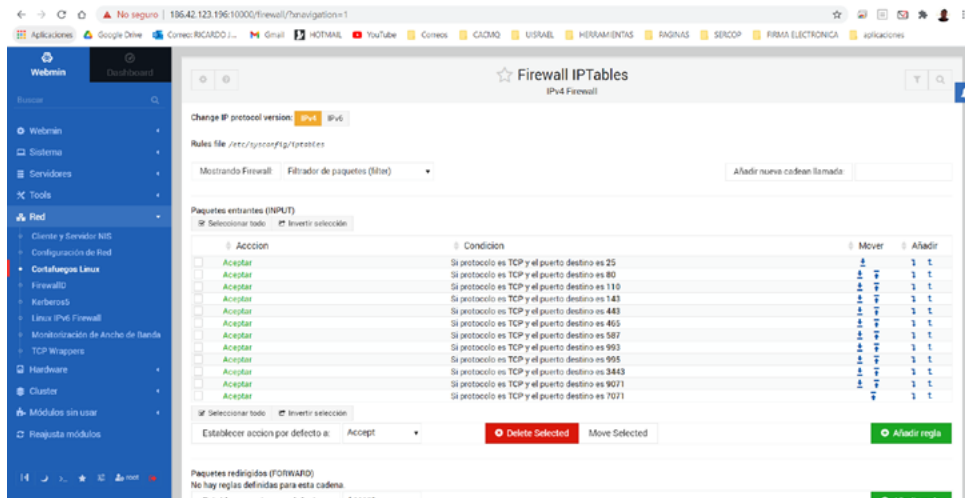 No seguro | 186.42.123.196:10000/firewall/?xnavigation=1
Aplicaciones Google Drive Correo: RICARDO J... Gmail HOTMAIL YouTube Correos CACMQ UISRAEL HERRAMIENTAS PAGINAS SERCOP FIRMA ELECTRONICA aplicaciones
Webmin Dashboard
Buscar
Webmin
Sistema
Servidores
Tools
Red
Cliente y Servidor NIS
Configuración de Red
Cortafuegos Linux
FirewallD
Kerberos5
Linux IPv6 Firewall
Monitorización de Ancho de Banda
TCP Wrappers
Hardware
Cluster
Módulos sin usar
Reajusta módulos
root
Firewall IPTables
IPv4 Firewall
Change IP protocol version: IPv4 IPv6
Rules file /etc/sysconfig/iptables
Mostrando Firewall: Filtrador de paquetes (filter) Añadir nueva cadean llamada:
Paquetes entrantes (INPUT)
Seleccionar todo Invertir selección
Acccion Condicion Mover Añadir
Aceptar Si protocolo es TCP y el puerto destino es 25
Aceptar Si protocolo es TCP y el puerto destino es 80
Aceptar Si protocolo es TCP y el puerto destino es 110
Aceptar Si protocolo es TCP y el puerto destino es 143
Aceptar Si protocolo es TCP y el puerto destino es 443
Aceptar Si protocolo es TCP y el puerto destino es 465
Aceptar Si protocolo es TCP y el puerto destino es 587
Aceptar Si protocolo es TCP y el puerto destino es 993
Aceptar Si protocolo es TCP y el puerto destino es 995
Aceptar Si protocolo es TCP y el puerto destino es 3443
Aceptar Si protocolo es TCP y el puerto destino es 9071
Aceptar Si protocolo es TCP y el puerto destino es 7071
Seleccionar todo Invertir selección
Establecer accion por defecto a: Accept Delete Selected Move Selected Añadir regla
Paquetes redirigidos (FORWARD)
No hay reglas definidas para esta cadena.